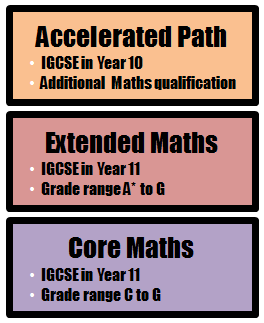 Accelerated Path
• IGCSE in Year 10
• Additional Maths qualification
Extended Maths
• IGCSE in Year 11
• Grade range A* to G
Core Maths
• IGCSE in Year 11
• Grade range C to G